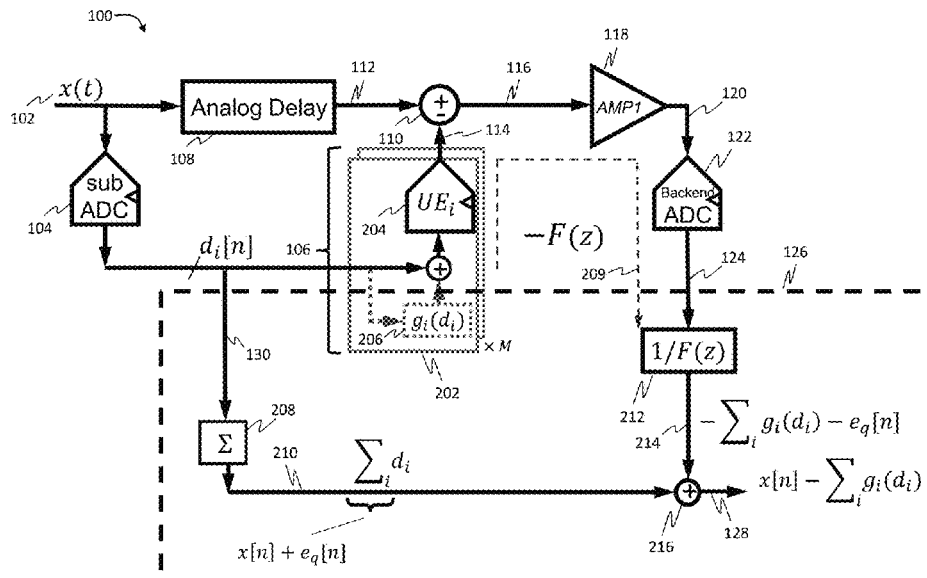 100
118
x(t)
112
116
102
Analog Delay
+
-
AMP1
120
108
110
114
122
sub
ADC
104
UE_i
204
Backend
ADC
106
-F(z)
d_i[n]
+
209
124
126
g_i(d_i)
206
× M
130
202
1/F(z)
212
208
Σ
214
- ∑_i g_i(d_i) - e_q[n]
210
∑_i d_i
+
x[n] - ∑_i g_i(d_i)
216
128
x[n] + e_q[n]